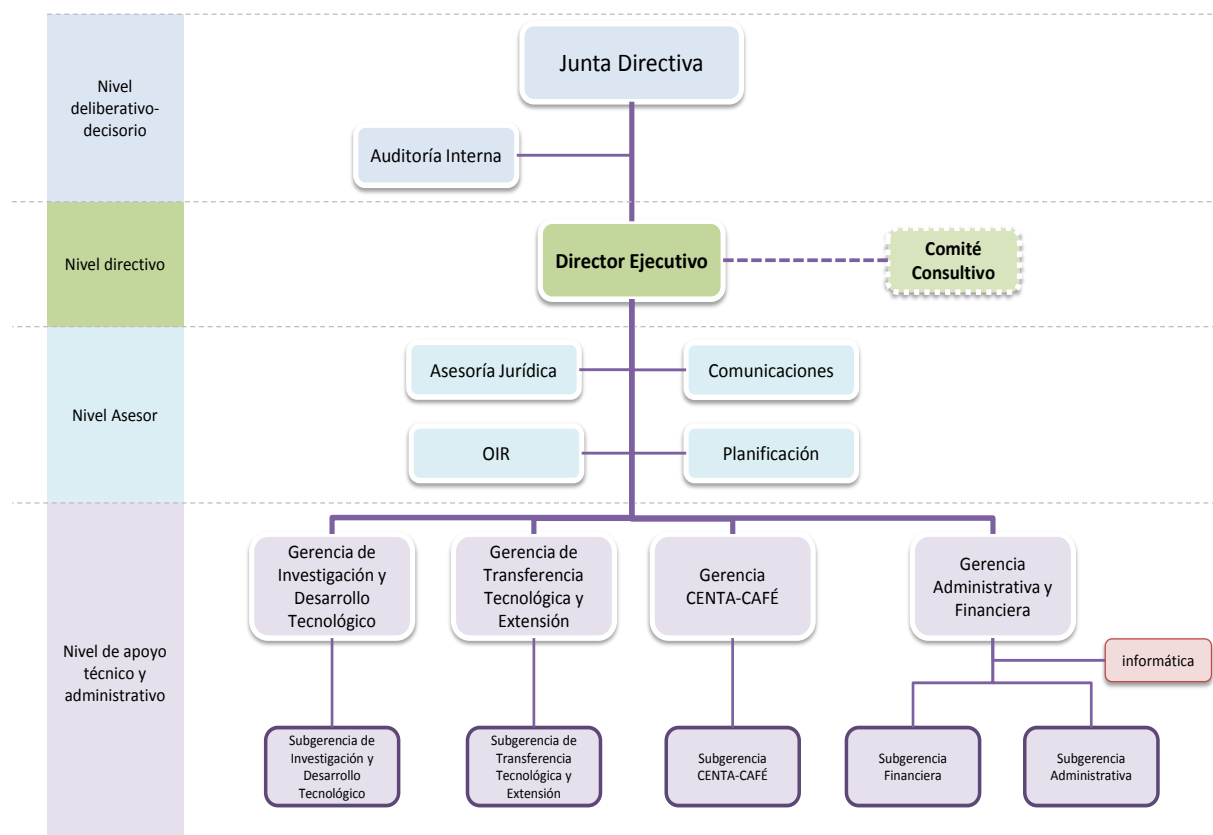 Nivel
deliberativo-
decisorio
Junta Directiva
Auditoría Interna
Nivel directivo
Director Ejecutivo
Comité
Consultivo
Nivel Asesor
Asesoría Jurídica
Comunicaciones
OIR
Planificación
Nivel de apoyo
técnico y
administrativo
Gerencia de
Investigación y
Desarrollo
Tecnológico
Gerencia de
Transferencia
Tecnológica y
Extensión
Gerencia
CENTA-CAFÉ
Gerencia
Administrativa y
Financiera
informática
Subgerencia de
Investigación y
Desarrollo
Tecnológico
Subgerencia de
Transferencia
Tecnológica y
Extensión
Subgerencia
CENTA-CAFÉ
Subgerencia
Financiera
Subgerencia
Administrativa